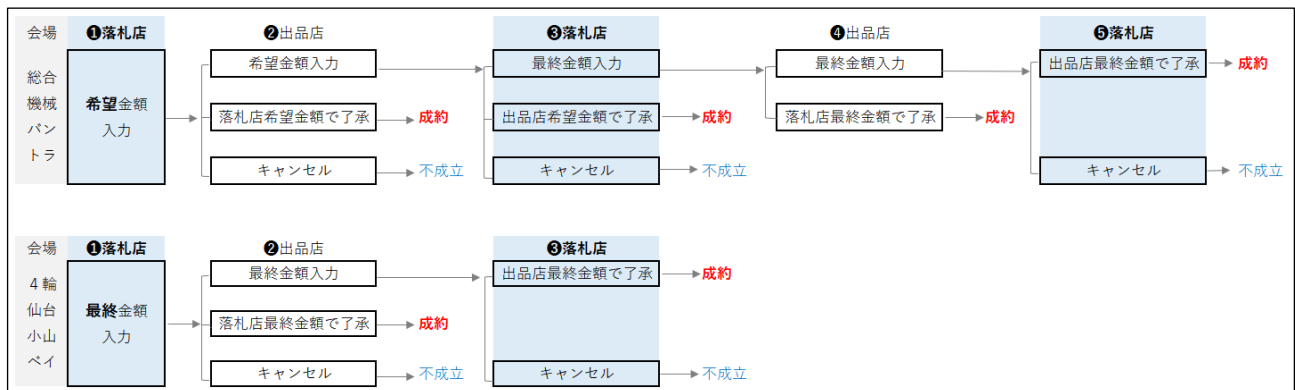 会場 ❶落札店 ❷出品店 ❸落札店 ❹出品店 ❺落札店
総合
機械
バン
トラ
希望金額
入力
希望金額入力 最終金額入力 最終金額入力 出品店最終金額で了承 成約
落札店希望金額で了承 成約 出品店希望金額で了承 成約 落札店最終金額で了承 成約
キャンセル 不成立 キャンセル 不成立 キャンセル 不成立
会場 ❶落札店 ❷出品店 ❸落札店
4輪
仙台
小山
ベイ
最終金額
入力
最終金額入力 出品店最終金額で了承 成約
落札店最終金額で了承 成約
キャンセル 不成立 キャンセル 不成立